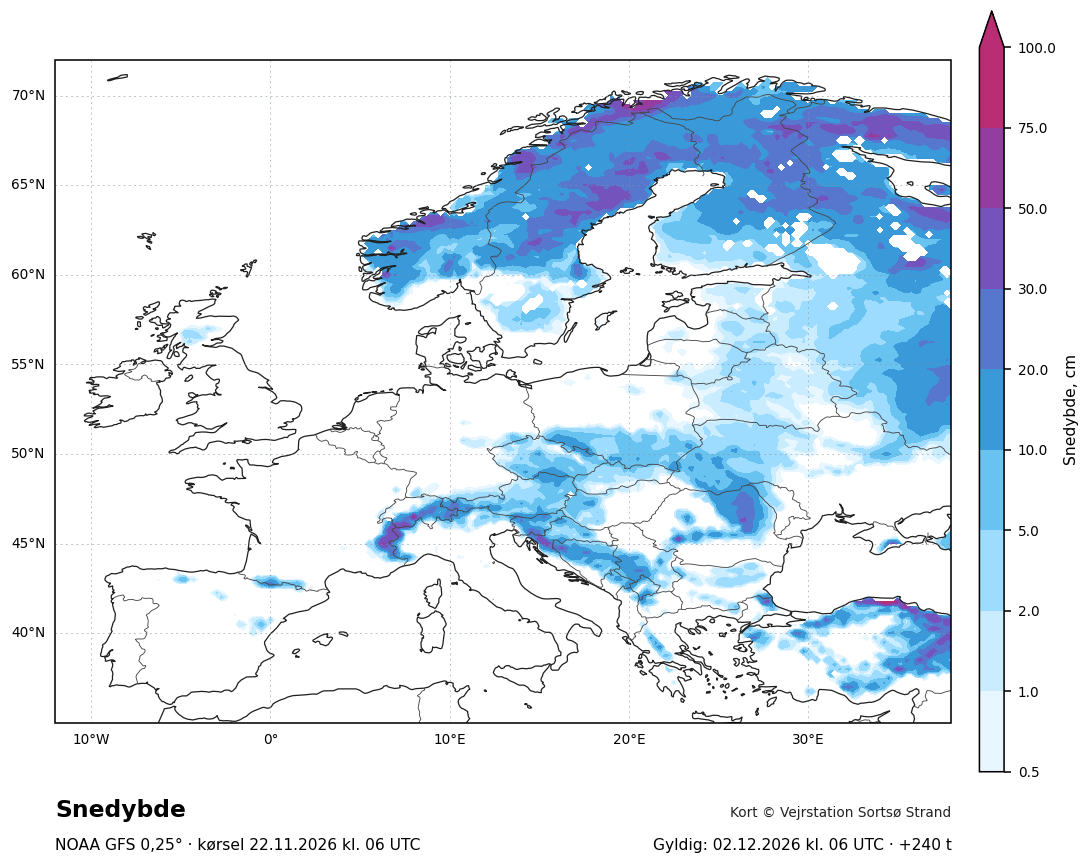 100.0
75.0
50.0
30.0
20.0
10.0
5.0
2.0
1.0
0.5
Snedybde, cm
70°N
65°N
60°N
55°N
50°N
45°N
40°N
10°W 0° 10°E 20°E 30°E
Snedybde
Kort © Vejrstation Sortsø Strand
NOAA GFS 0,25° · kørsel 22.11.2026 kl. 06 UTC
Gyldig: 02.12.2026 kl. 06 UTC · +240 t